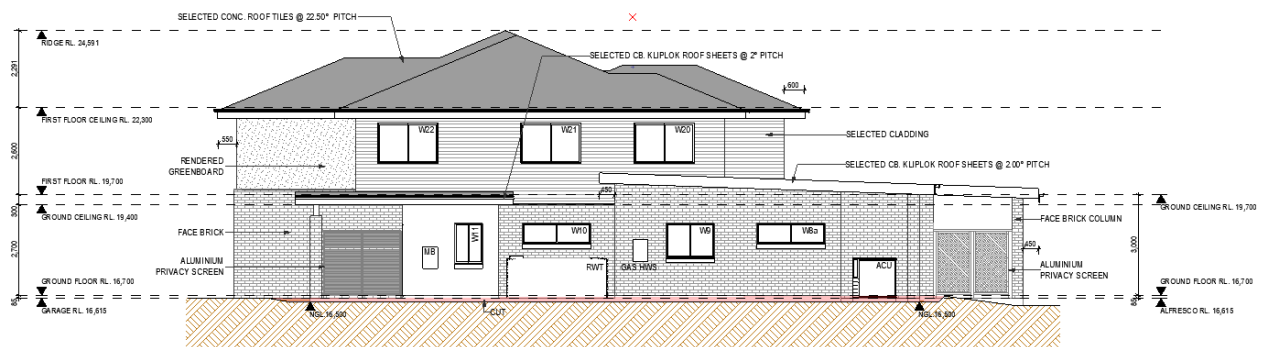 SELECTED CONC. ROOF TILES @ 22.50° PITCH
RIDGE RL. 24,591
SELECTED CB. KLIPLOK ROOF SHEETS @ 2° PITCH
2,291
600
FIRST FLOOR CEILING RL. 22,300
550
W22
W21
W20
SELECTED CLADDING
2,600
RENDERED
GREENBOARD
SELECTED CB. KLIPLOK ROOF SHEETS @ 2.00° PITCH
FIRST FLOOR RL. 19,700
450
300
GROUND CEILING RL. 19,400
GROUND CEILING RL. 19,700
FACE BRICK
FACE BRICK COLUMN
W11
W10
W9
W8a
450
2,700
3,000
MB
ALUMINIUM
PRIVACY SCREEN
RWT
GAS HWS
ACU
ALUMINIUM
PRIVACY SCREEN
GROUND FLOOR RL. 16,700
GROUND FLOOR RL. 16,700
85
85
GARAGE RL. 16,615
NGL.16,500
CUT
NGL.16,500
ALFRESCO RL. 16,615